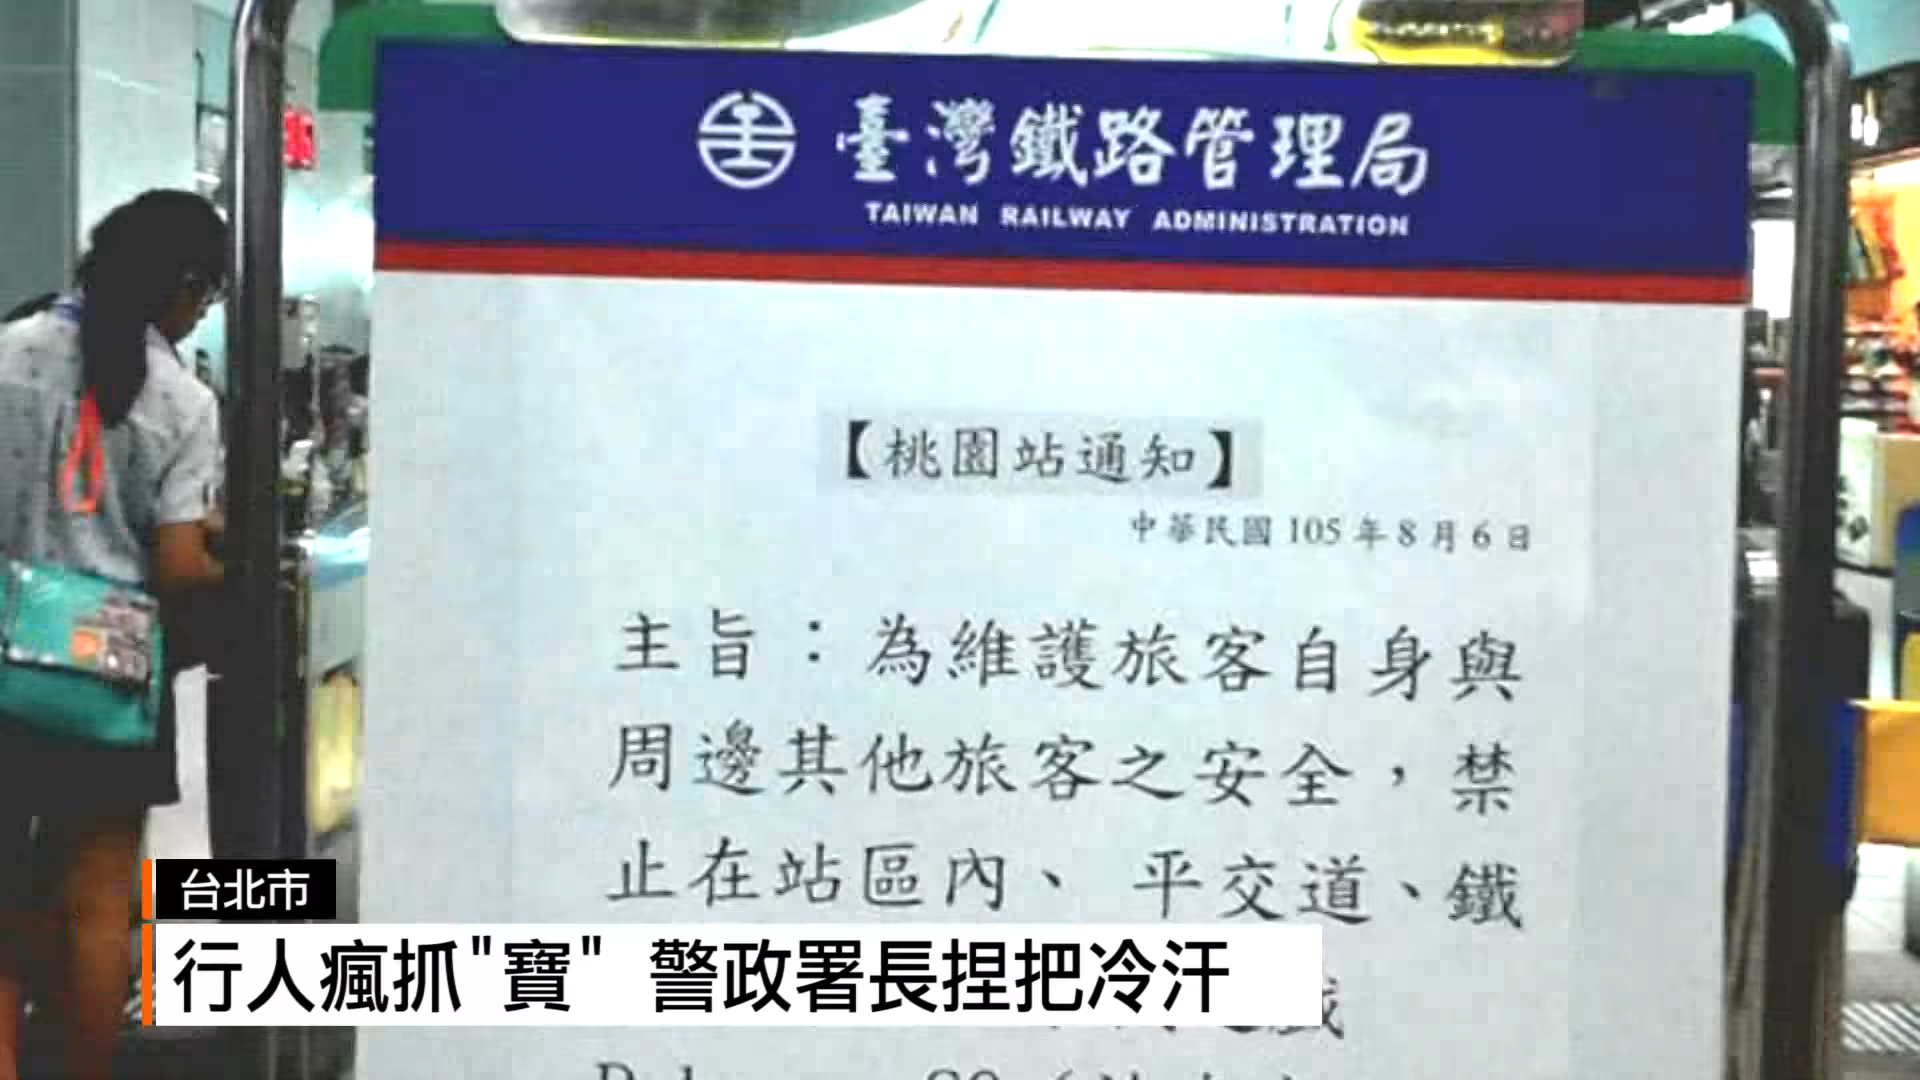 臺灣鐵路管理局
TAIWAN RAILWAY ADMINISTRATION
【桃園站通知】
中華民國 105 年 8 月 6 日
主旨：為維護旅客自身與
周邊其他旅客之安全，禁
止在站區內、平交道、鐵
台北市
行人瘋抓"寶" 警政署長捏把冷汗